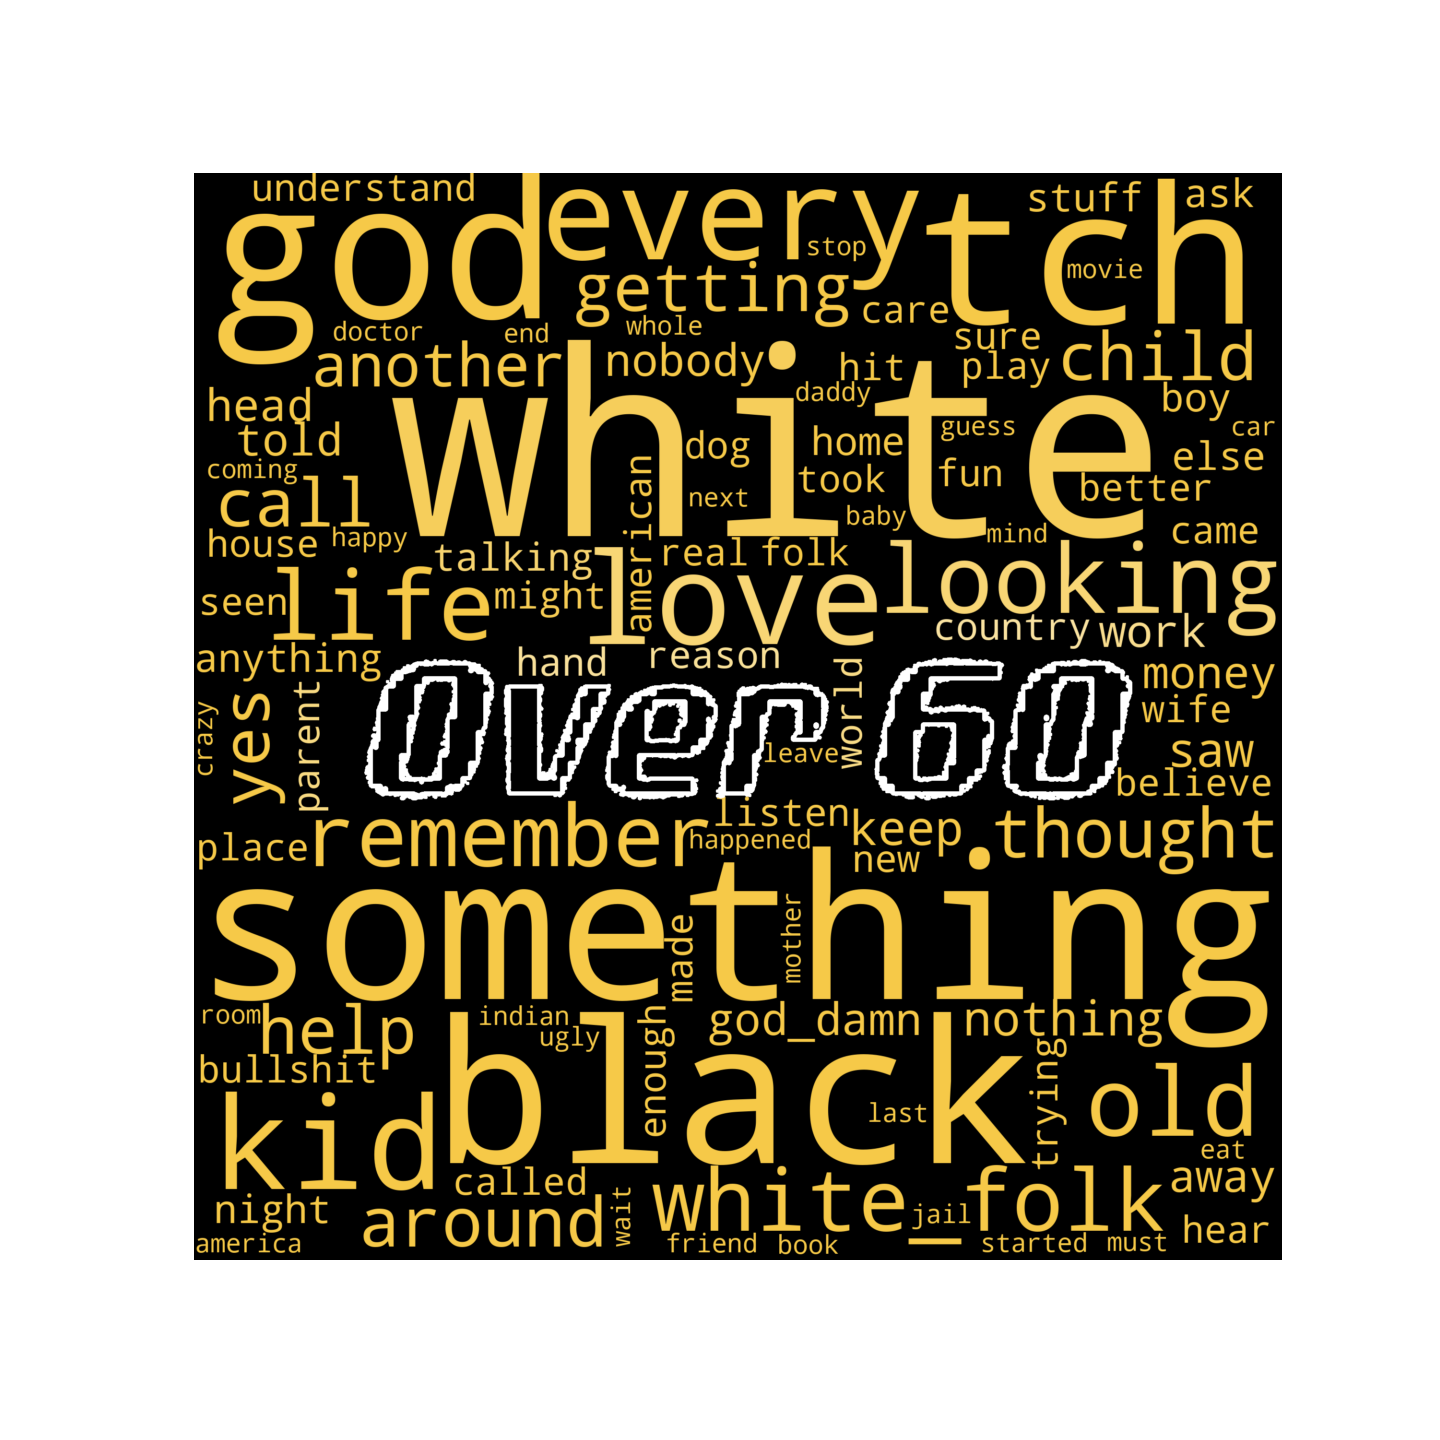 understand
god
every
tch
stuff
ask
stop
movie
getting
care
doctor
end
whole
sure
another
nobody
hit
play
child
white
daddy
boy
head
told
dog
home
guess
car
else
coming
call
next
took
fun
better
american
baby
mind
came
house
happy
talking
real
folk
love
looking
seen
life
might
country
work
anything
hand
reason
world
money
Over 60
crazy
yes
parent
leave
wife
saw
believe
place
remember
listen
happened
keep
new
thought
something
made
mother
room
help
indian
ugly
enough
god_damn
nothing
bullshit
kid
black
last
trying
old
eat
called
white_folk
away
night
around
wait
jail
hear
america
friend
book
started
must